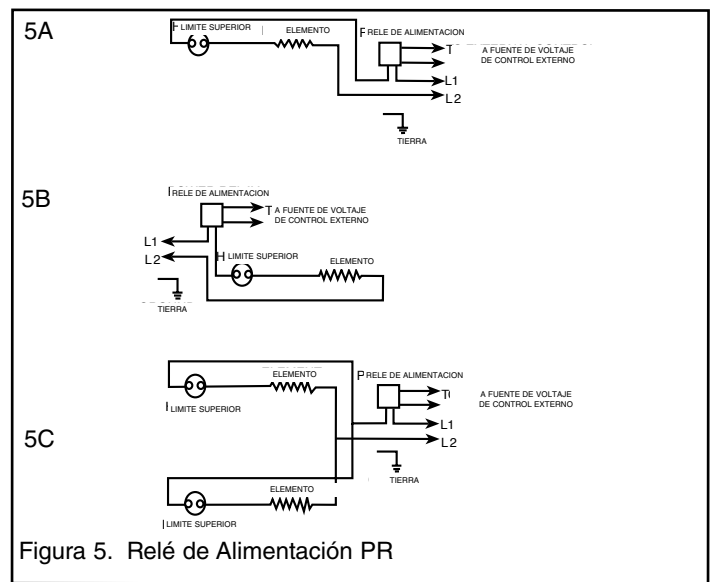 5A
LIMITE SUPERIOR
ELEMENTO
RELE DE ALIMENTACION
A FUENTE DE VOLTAJE
DE CONTROL EXTERNO
L1
L2
TIERRA
5B
RELE DE ALIMENTACION
A FUENTE DE VOLTAJE
DE CONTROL EXTERNO
L1
L2
LIMITE SUPERIOR
ELEMENTO
TIERRA
5C
ELEMENTO
RELE DE ALIMENTACION
LIMITE SUPERIOR
A FUENTE DE VOLTAJE
DE CONTROL EXTERNO
L1
L2
TIERRA
ELEMENTO
LIMITE SUPERIOR
Figura 5. Relé de Alimentación PR